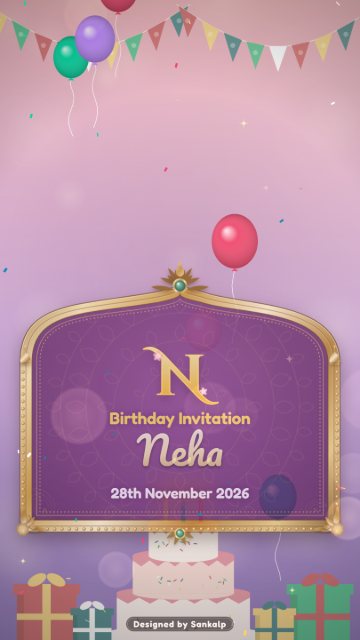 N
Birthday Invitation
Neha
28th November 2026
Designed by Sankalp